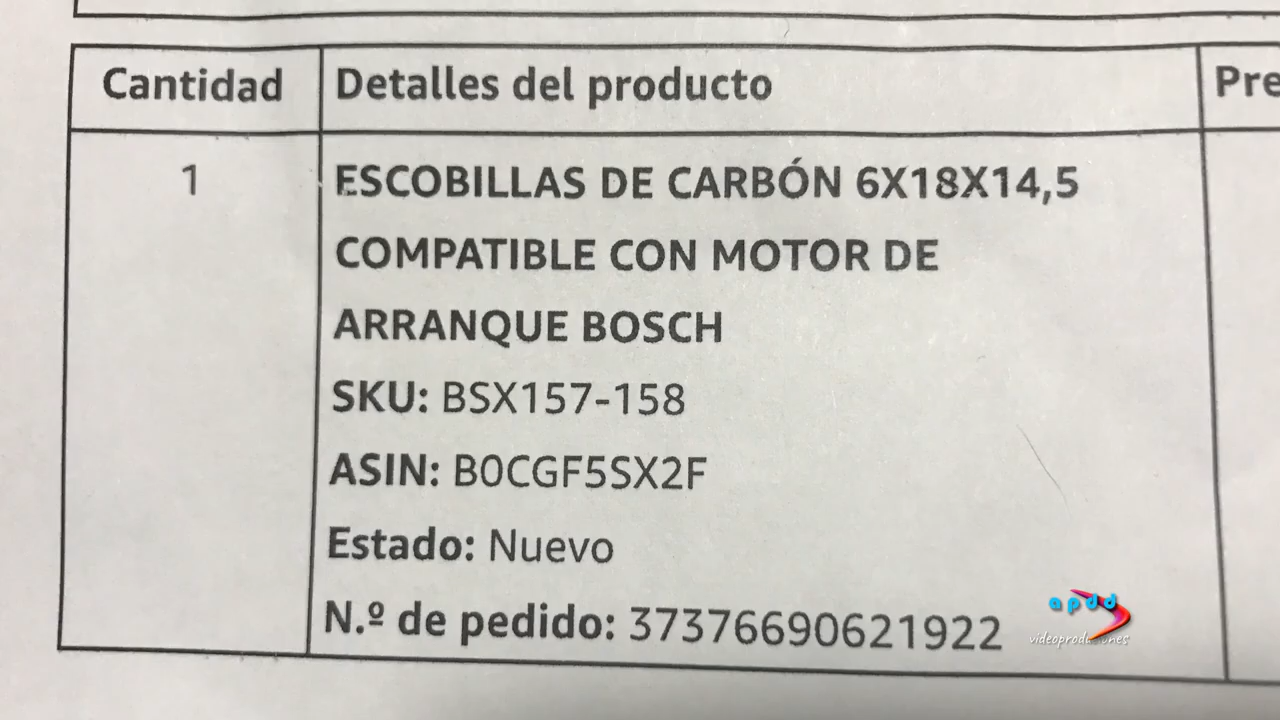 Cantidad
Detalles del producto
Pre
1
ESCOBILLAS DE CARBÓN 6X18X14,5
COMPATIBLE CON MOTOR DE
ARRANQUE BOSCH
SKU: BSX157-158
ASIN: B0CGF5SX2F
Estado: Nuevo
N.º de pedido: 37376690621922
apdd